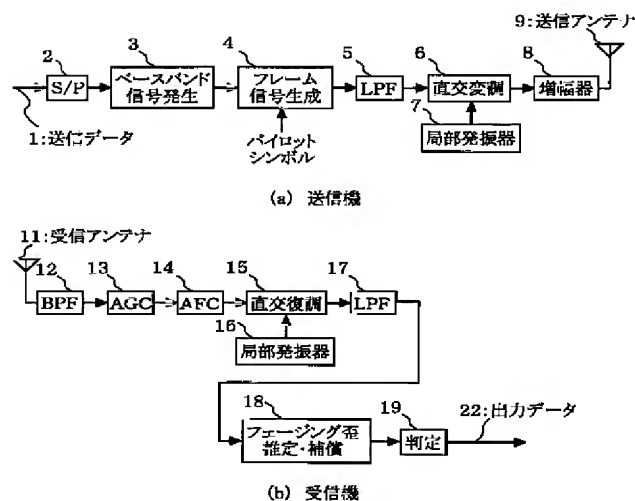 9:送信アンテナ
2
3
4
5
6
8
S/P
ベースバンド
信号発生
フレーム
信号生成
LPF
直交変調
増幅器
1:送信データ
パイロット
シンボル
7
局部発振器
(a) 送信機
11:受信アンテナ
12
13
14
15
17
BPF
AGC
AFC
直交復調
LPF
16
局部発振器
18
19
22:出力データ
フェージング歪
推定・補償
判定
(b) 受信機